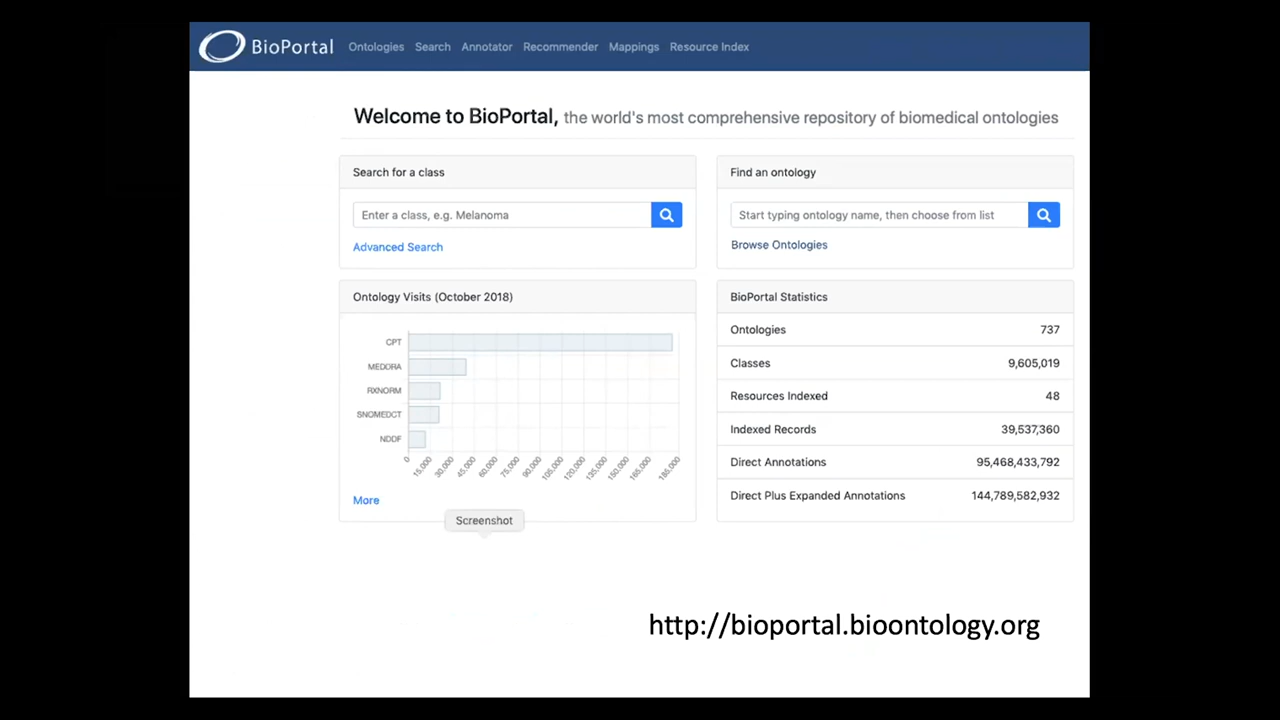 BioPortal Ontologies Search Annotator Recommender Mappings Resource Index
Welcome to BioPortal, the world's most comprehensive repository of biomedical ontologies
Search for a class
Enter a class, e.g. Melanoma
Advanced Search
Find an ontology
Start typing ontology name, then choose from list
Browse Ontologies
Ontology Visits (October 2018)
CPT
MEDDRA
RXNORM
SNOMEDCT
NDDF
0 15,000 30,000 45,000 60,000 75,000 90,000 105,000 120,000 135,000 150,000 165,000 185,000
More
BioPortal Statistics
Ontologies 737
Classes 9,605,019
Resources Indexed 48
Indexed Records 39,537,360
Direct Annotations 95,468,433,792
Direct Plus Expanded Annotations 144,789,582,932
Screenshot
http://bioportal.bioontology.org